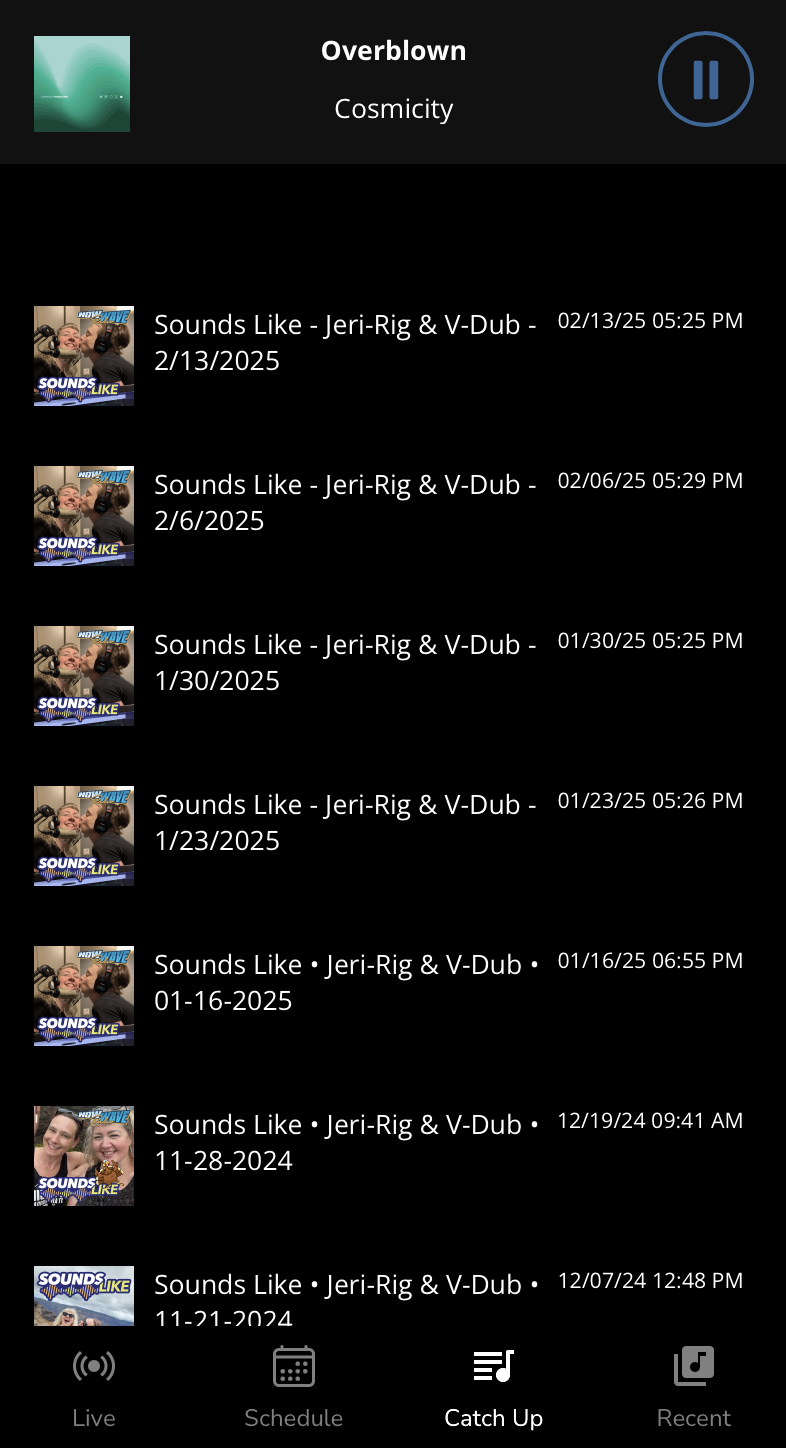 Overblown
Cosmicity
NOW WAVE
SOUNDS LIKE
Sounds Like - Jeri-Rig & V-Dub - 02/13/25 05:25 PM
2/13/2025
NOW WAVE
SOUNDS LIKE
Sounds Like - Jeri-Rig & V-Dub - 02/06/25 05:29 PM
2/6/2025
NOW WAVE
SOUNDS LIKE
Sounds Like - Jeri-Rig & V-Dub - 01/30/25 05:25 PM
1/30/2025
NOW WAVE
SOUNDS LIKE
Sounds Like - Jeri-Rig & V-Dub - 01/23/25 05:26 PM
1/23/2025
NOW WAVE
SOUNDS LIKE
Sounds Like • Jeri-Rig & V-Dub • 01/16/25 06:55 PM
01-16-2025
NOW WAVE
SOUNDS LIKE
Sounds Like • Jeri-Rig & V-Dub • 12/19/24 09:41 AM
11-28-2024
SOUNDS LIKE
Sounds Like • Jeri-Rig & V-Dub • 12/07/24 12:48 PM
11-21-2024
Live Schedule Catch Up Recent